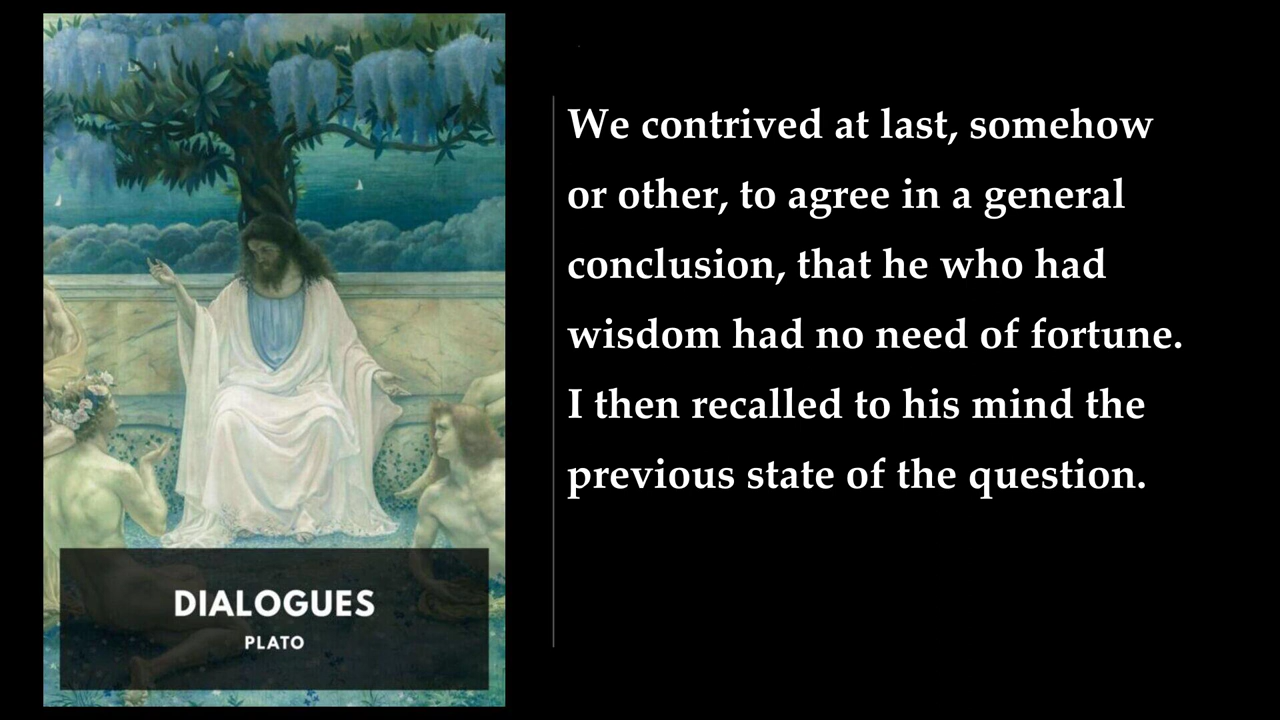 DIALOGUES
PLATO
We contrived at last, somehow
or other, to agree in a general
conclusion, that he who had
wisdom had no need of fortune.
I then recalled to his mind the
previous state of the question.